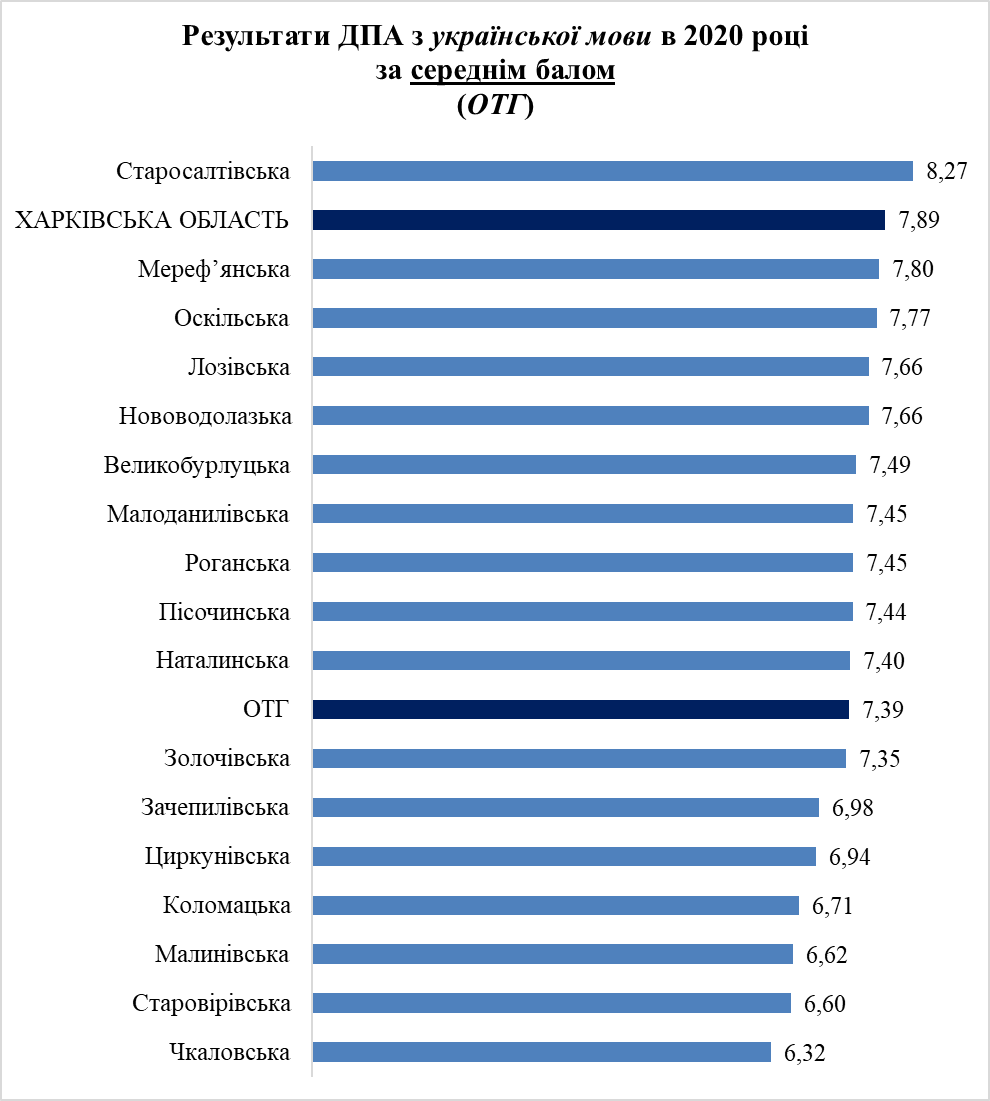 Результати ДПА з української мови в 2020 році
за середнім балом
(ОТГ)
Старосалтівська 8,27
ХАРКІВСЬКА ОБЛАСТЬ 7,89
Мереф’янська 7,80
Оскільська 7,77
Лозівська 7,66
Нововодолазька 7,66
Великобурлуцька 7,49
Малоданилівська 7,45
Роганська 7,45
Пісочинська 7,44
Наталинська 7,40
ОТГ 7,39
Золочівська 7,35
Зачепилівська 6,98
Циркунівська 6,94
Коломацька 6,71
Малинівська 6,62
Старовірівська 6,60
Чкаловська 6,32